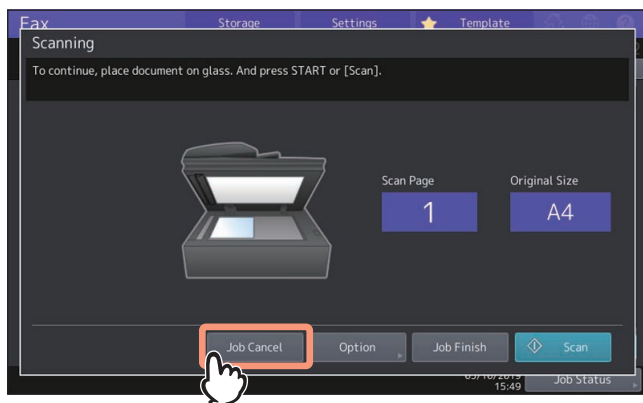 Fax Storage Settings Template
Scanning
To continue, place document on glass. And press START or [Scan].
Scan Page Original Size
1 A4
Job Cancel Option Job Finish Scan
15:49 Job Status